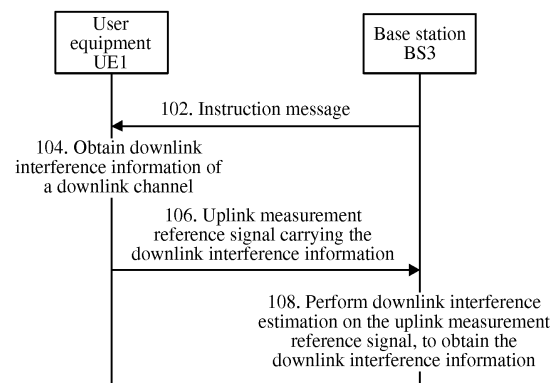 User
equipment
UE1
Base station
BS3
102. Instruction message
104. Obtain downlink
interference information of
a downlink channel
106. Uplink measurement
reference signal carrying the
downlink interference information
108. Perform downlink interference
estimation on the uplink measurement
reference signal, to obtain the
downlink interference information